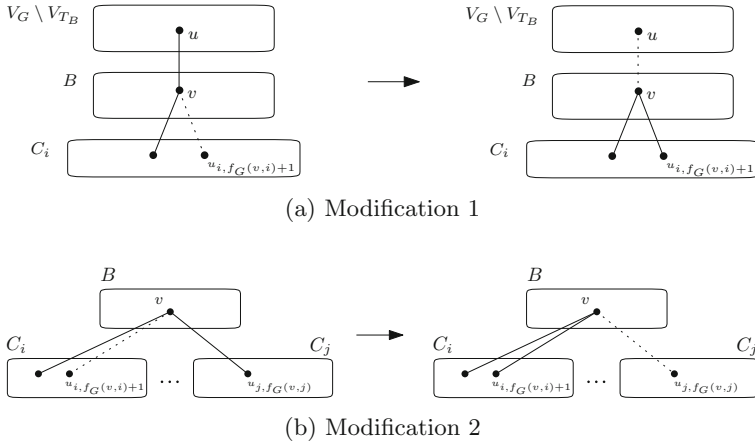 V_G \ V_{T_B}
u
V_G \ V_{T_B}
u
B
v
B
v
C_i
u_{i,f_G(v,i)+1}
C_i
u_{i,f_G(v,i)+1}
(a) Modification 1
B
v
B
v
C_i
C_j
C_i
C_j
u_{i,f_G(v,i)+1}
...
u_{j,f_G(v,j)}
u_{i,f_G(v,i)+1}
...
u_{j,f_G(v,j)}
(b) Modification 2